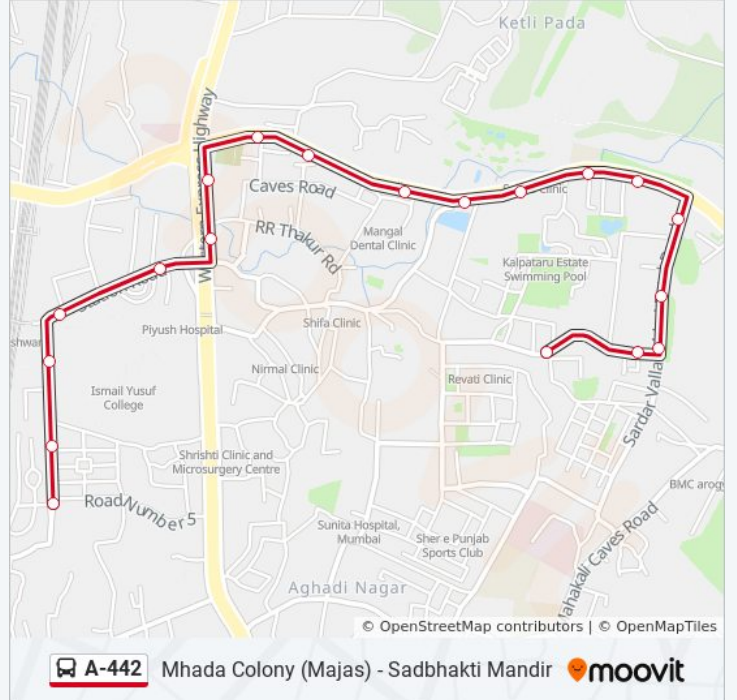 Ketli Pada
Highway
Caves Road
RR Thakur Rd
Mangal
Dental Clinic
Clinic
Kalpataru Estate
Swimming Pool
Shifa Clinic
Piyush Hospital
Nirmal Clinic
Revati Clinic
Ismail Yusuf
College
Sardar Valla
Shrishti Clinic and
Microsurgery Centre
BMC arog
Road Number 5
Sunita Hospital,
Mumbai
Sher e Punjab
Sports Club
Mahakali Caves Road
Aghadi Nagar
© OpenStreetMap contributors | © OpenMapTiles
A-442 Mhada Colony (Majas) - Sadbhakti Mandir moovit